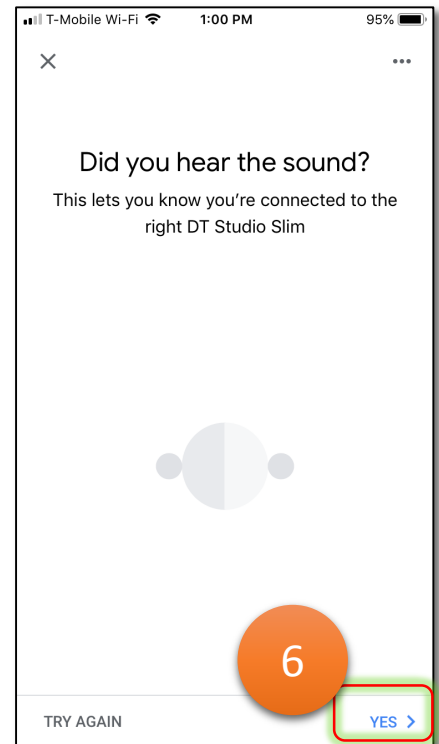 T-Mobile Wi-Fi 1:00 PM 95%
Did you hear the sound?
This lets you know you're connected to the
right DT Studio Slim
6
TRY AGAIN YES